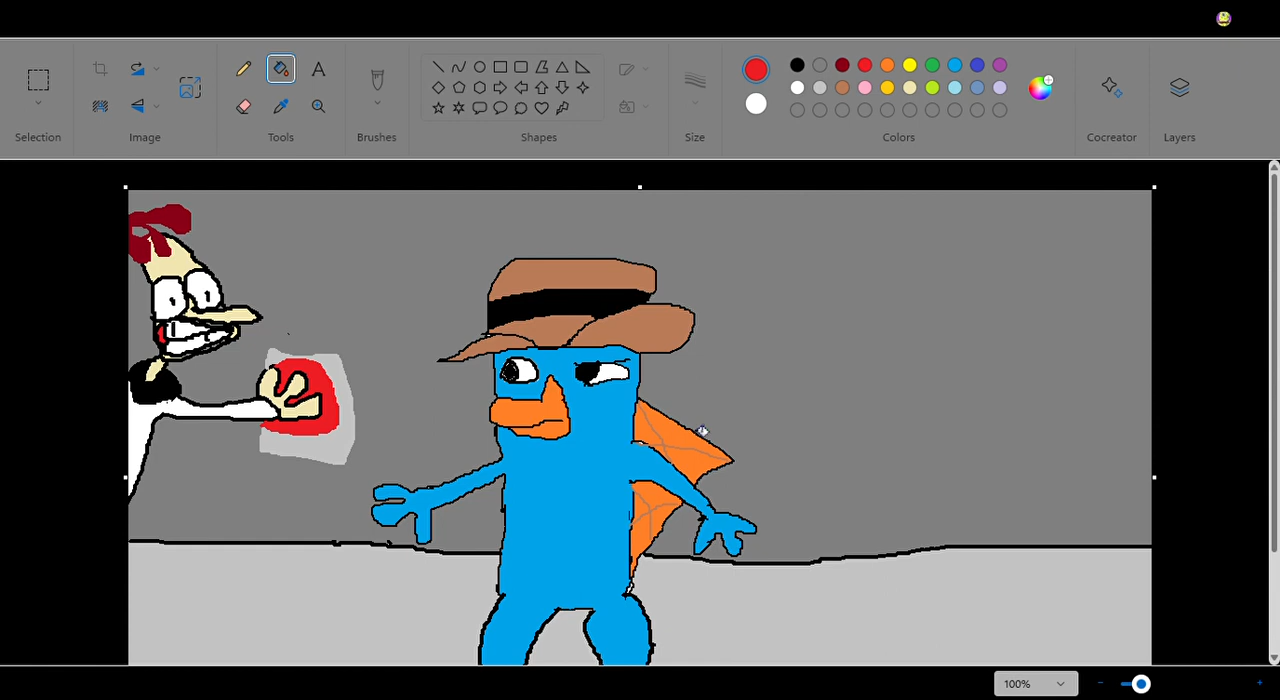 A
Selection
Image
Tools
Brushes
Shapes
Size
Colors
Cocreator
Layers
100%